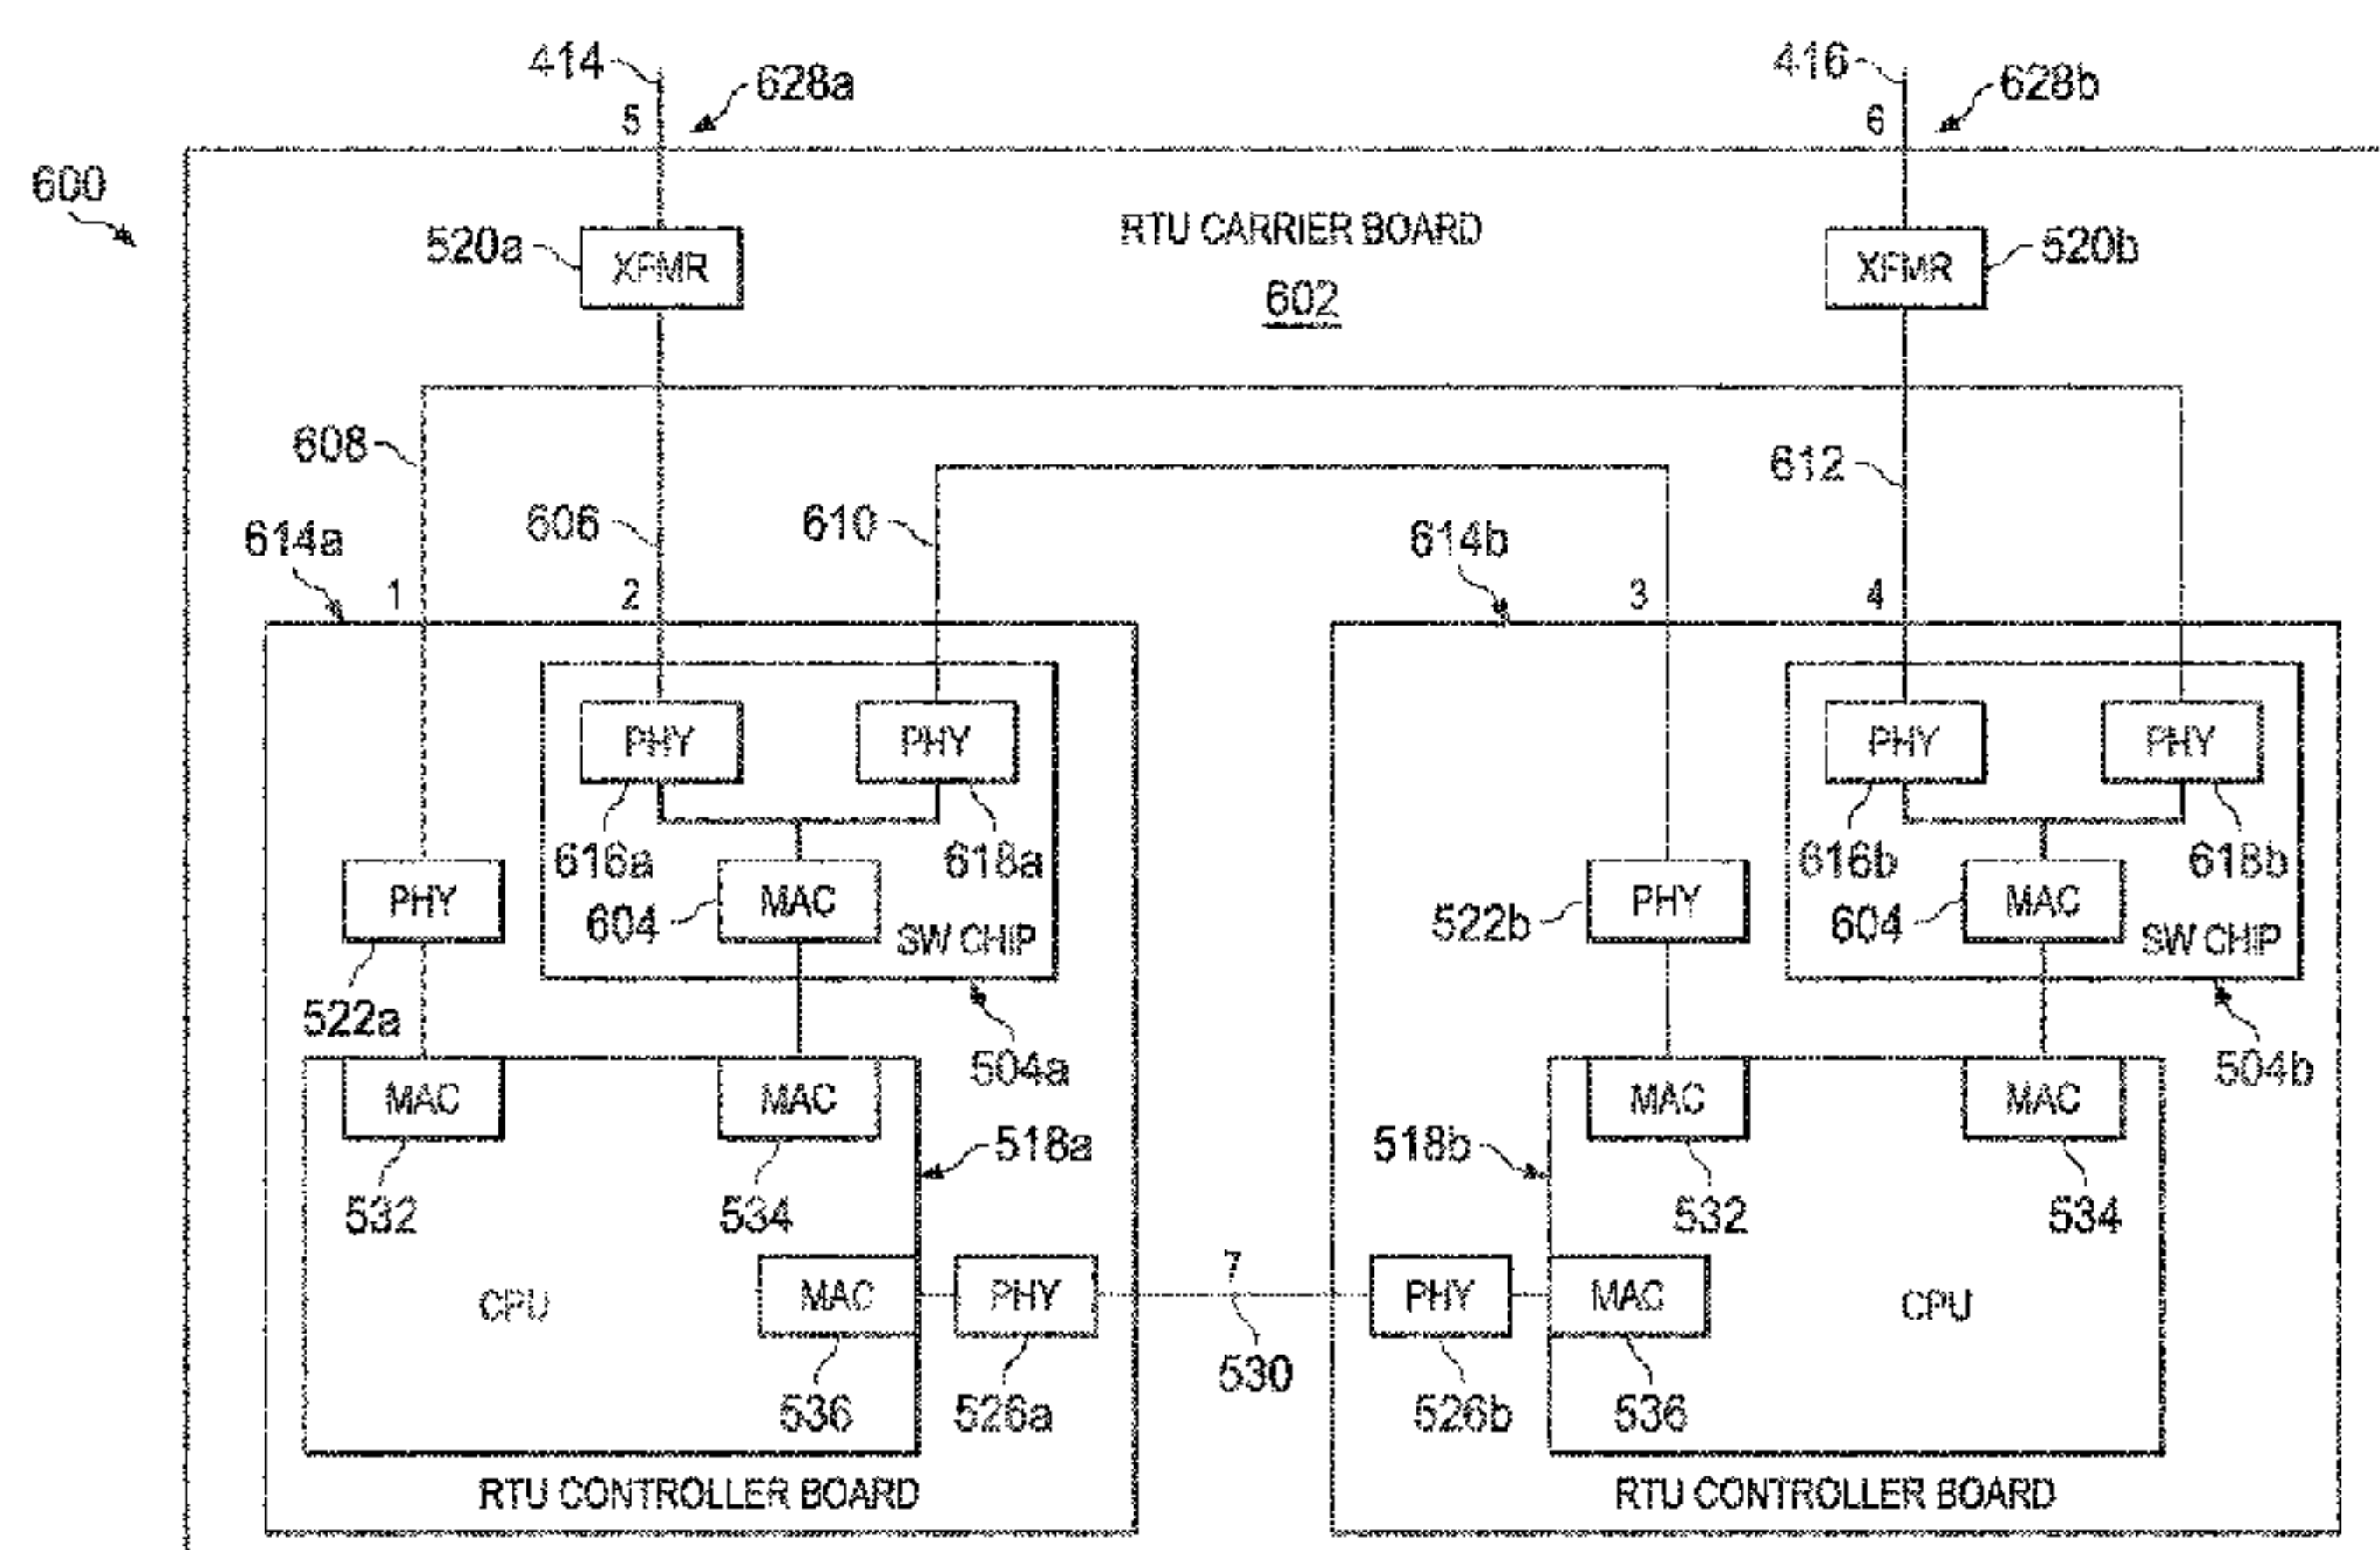 414
628a
416
628b
5
6
600
RTU CARRIER BOARD
520a
XFMR
602
XFMR
520b
608
606
610
612
614a
614b
1
2
3
4
PHY
PHY
PHY
PHY
616a
618a
616b
618b
PHY
604
MAC
SW CHIP
522b
PHY
604
MAC
SW CHIP
522a
504a
504b
MAC
MAC
MAC
MAC
518a
518b
532
534
532
534
CPU
MAC
PHY
7
PHY
MAC
CPU
530
536
526a
526b
536
RTU CONTROLLER BOARD
RTU CONTROLLER BOARD